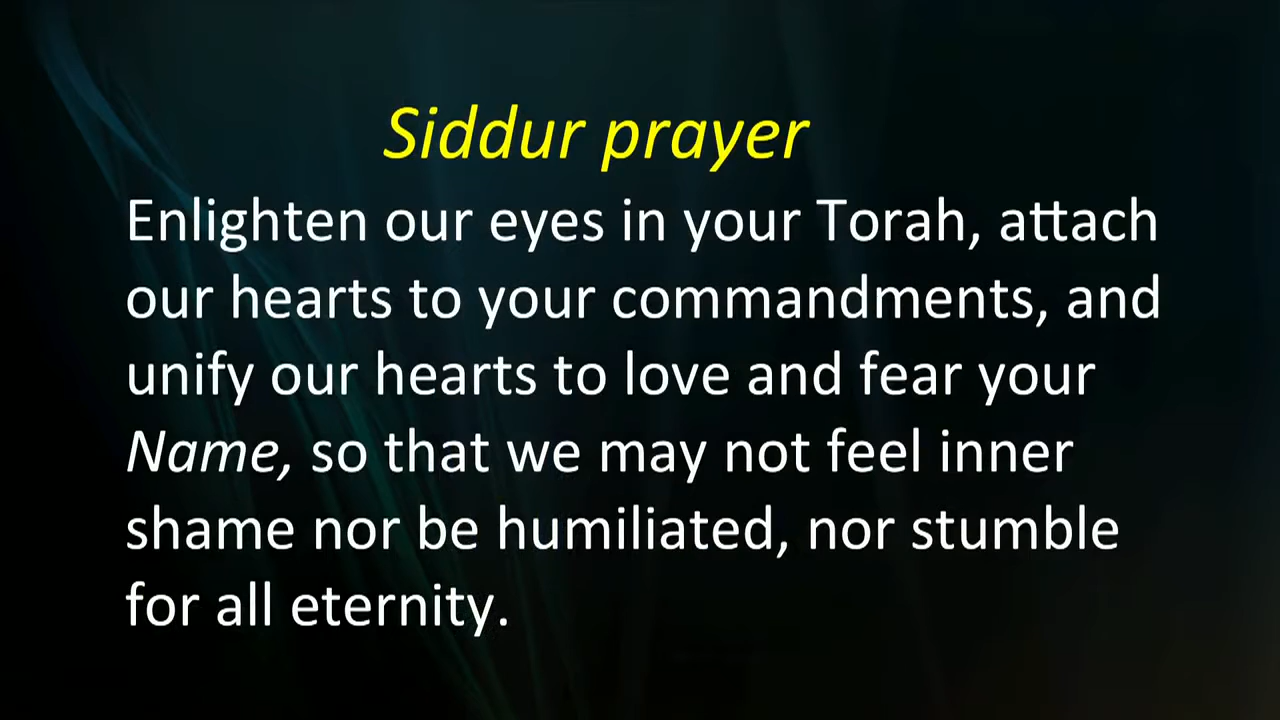 Siddur prayer
Enlighten our eyes in your Torah, attach
our hearts to your commandments, and
unify our hearts to love and fear your
Name, so that we may not feel inner
shame nor be humiliated, nor stumble
for all eternity.